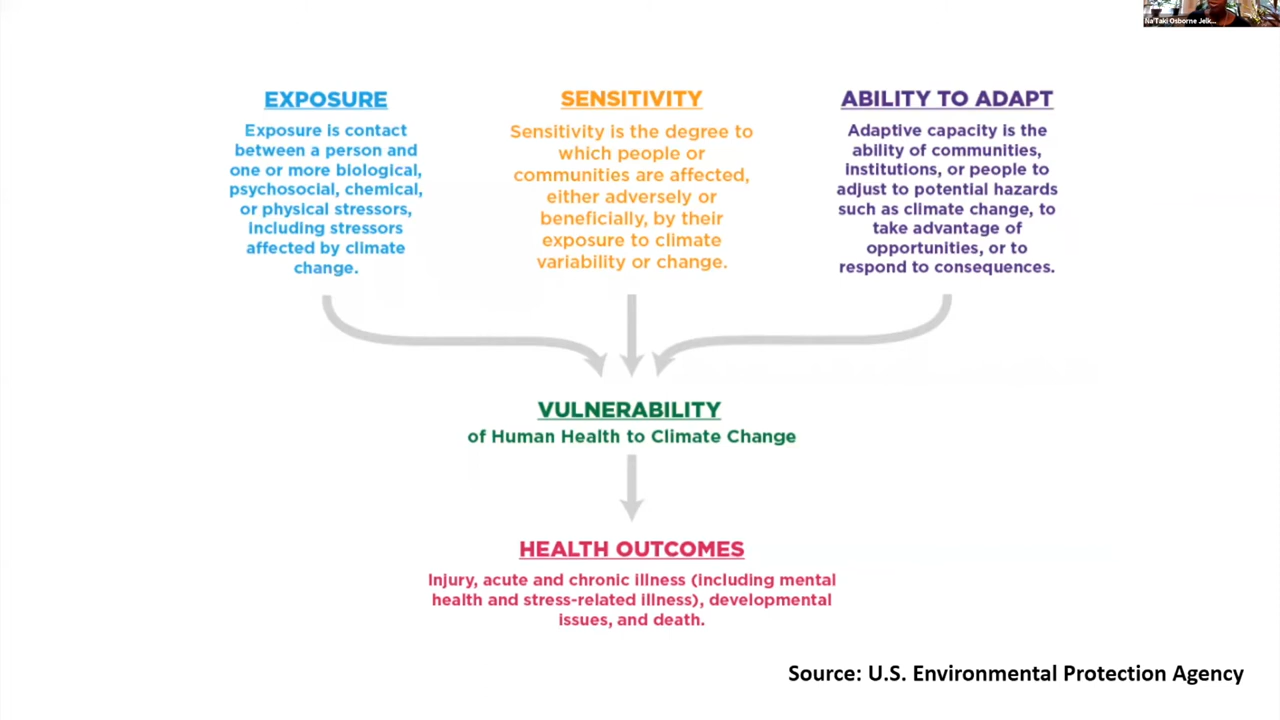 Na'Taki Osborne Jelk...
EXPOSURE
Exposure is contact
between a person and
one or more biological,
psychosocial, chemical,
or physical stressors,
including stressors
affected by climate
change.
SENSITIVITY
Sensitivity is the degree to
which people or
communities are affected,
either adversely or
beneficially, by their
exposure to climate
variability or change.
ABILITY TO ADAPT
Adaptive capacity is the
ability of communities,
institutions, or people to
adjust to potential hazards
such as climate change, to
take advantage of
opportunities, or to
respond to consequences.
VULNERABILITY
of Human Health to Climate Change
HEALTH OUTCOMES
Injury, acute and chronic illness (including mental
health and stress-related illness), developmental
issues, and death.
Source: U.S. Environmental Protection Agency